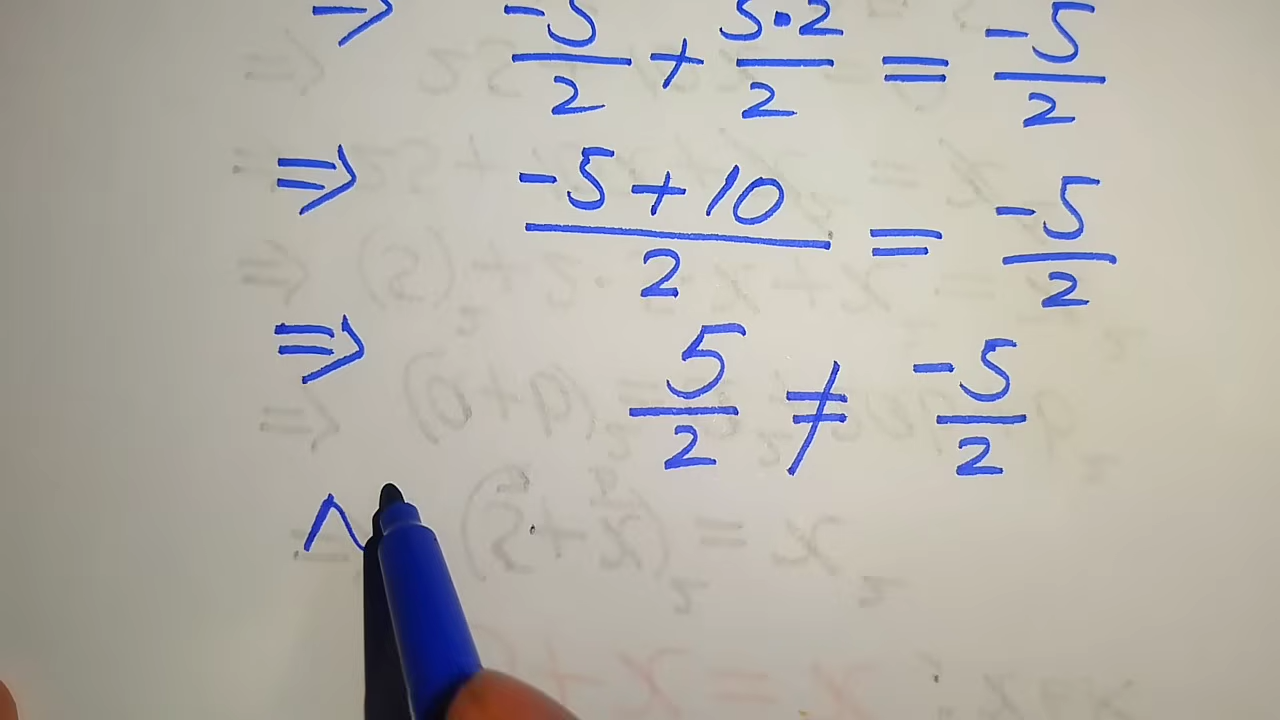 ⇒ -5/2 + 5·2/2 = -5/2
⇒ (-5+10)/2 = -5/2
⇒ 5/2 ≠ -5/2